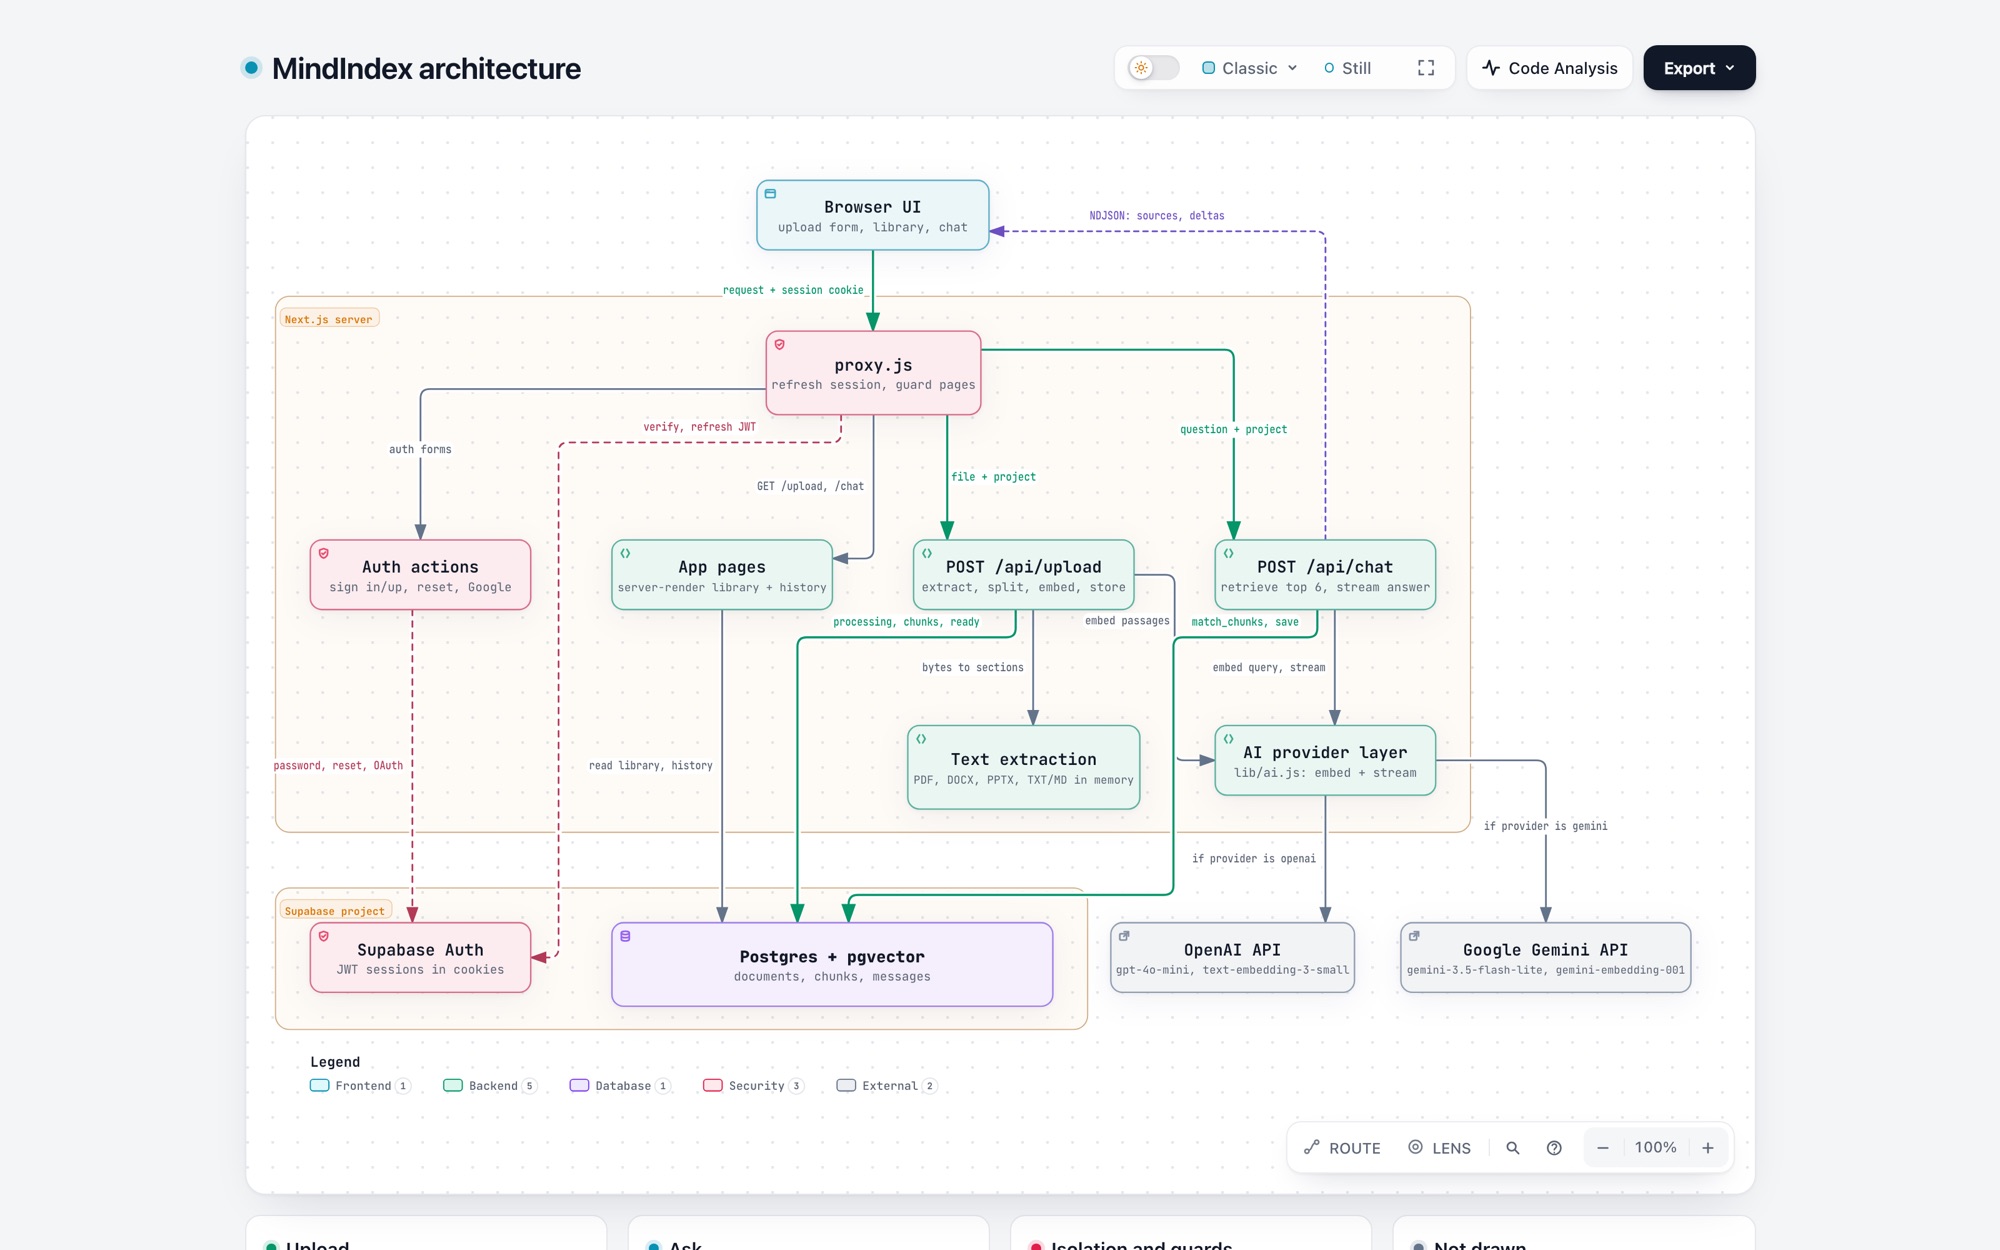 MindIndex architecture
Classic
Still
Code Analysis
Export
Browser UI
upload form, library, chat
NDJSON: sources, deltas
request + session cookie
Next.js server
proxy.js
refresh session, guard pages
verify, refresh JWT
question + project
auth forms
file + project
GET /upload, /chat
Auth actions
sign in/up, reset, Google
App pages
server-render library + history
POST /api/upload
extract, split, embed, store
POST /api/chat
retrieve top 6, stream answer
processing, chunks, ready
embed passages
match_chunks, save
bytes to sections
embed query, stream
Text extraction
PDF, DOCX, PPTX, TXT/MD in memory
AI provider layer
lib/ai.js: embed + stream
password, reset, OAuth
read library, history
if provider is gemini
if provider is openai
Supabase project
Supabase Auth
JWT sessions in cookies
Postgres + pgvector
documents, chunks, messages
OpenAI API
gpt-4o-mini, text-embedding-3-small
Google Gemini API
gemini-3.5-flash-lite, gemini-embedding-001
Legend
Frontend 1
Backend 5
Database 1
Security 3
External 2
ROUTE
LENS
100%
Upload
Ask
Isolation and guards
Not drawn